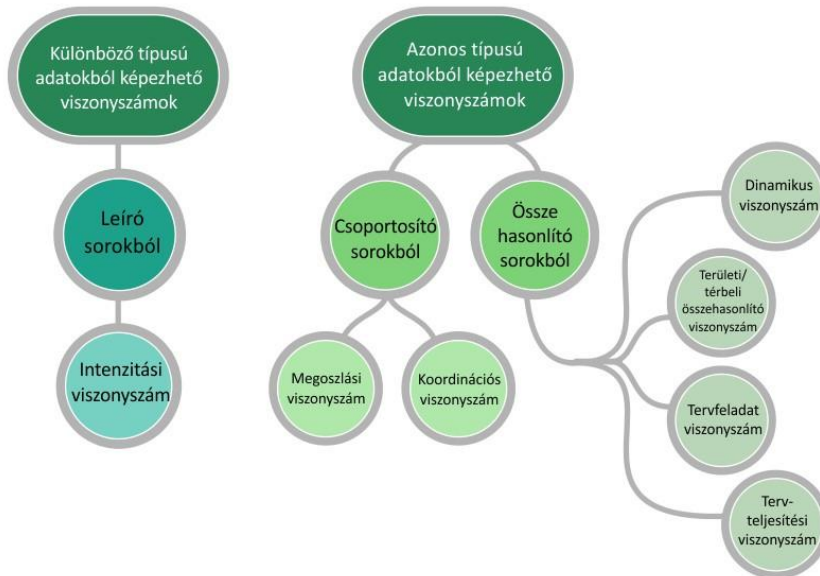 Különböző típusú
adatokból képezhető
viszonyszámok
Azonos típusú
adatokból képezhető
viszonyszámok
Leíró
sorokból
Csoportosító
sorokból
Össze
hasonlító
sorokból
Intenzitási
viszonyszám
Megoszlási
viszonyszám
Koordinációs
viszonyszám
Dinamikus
viszonyszám
Területi/
térbeli
összehasonlító
viszonyszám
Tervfeladat
viszonyszám
Terv-
teljesítési
viszonyszám